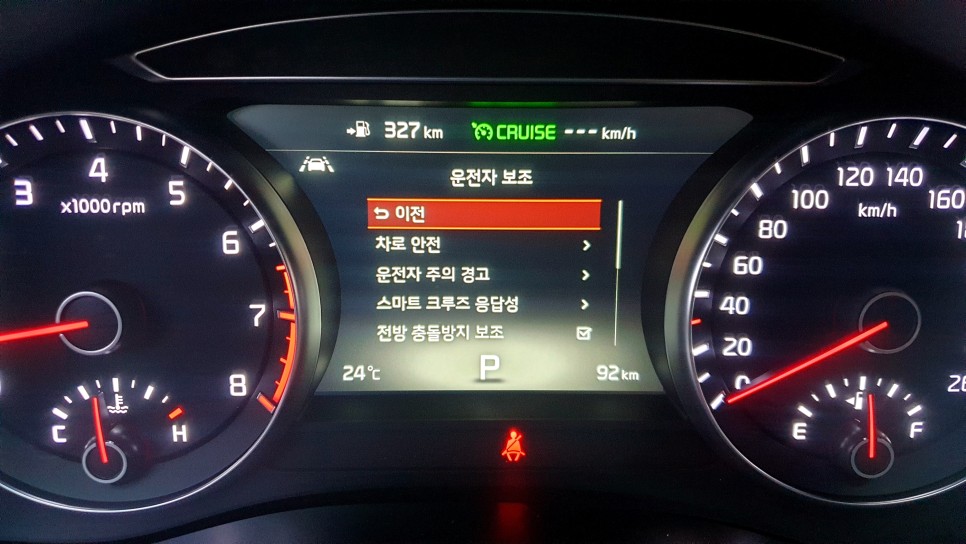 327 km CRUISE --- km/h
운전자 보조
이전
차로 안전
운전자 주의 경고
스마트 크루즈 응답성
전방 충돌방지 보조
24℃ P 92 km
3 4 5 6 7 8
x1000rpm
C H
0 20 40 60 80 100 120 140 160
km/h
E F